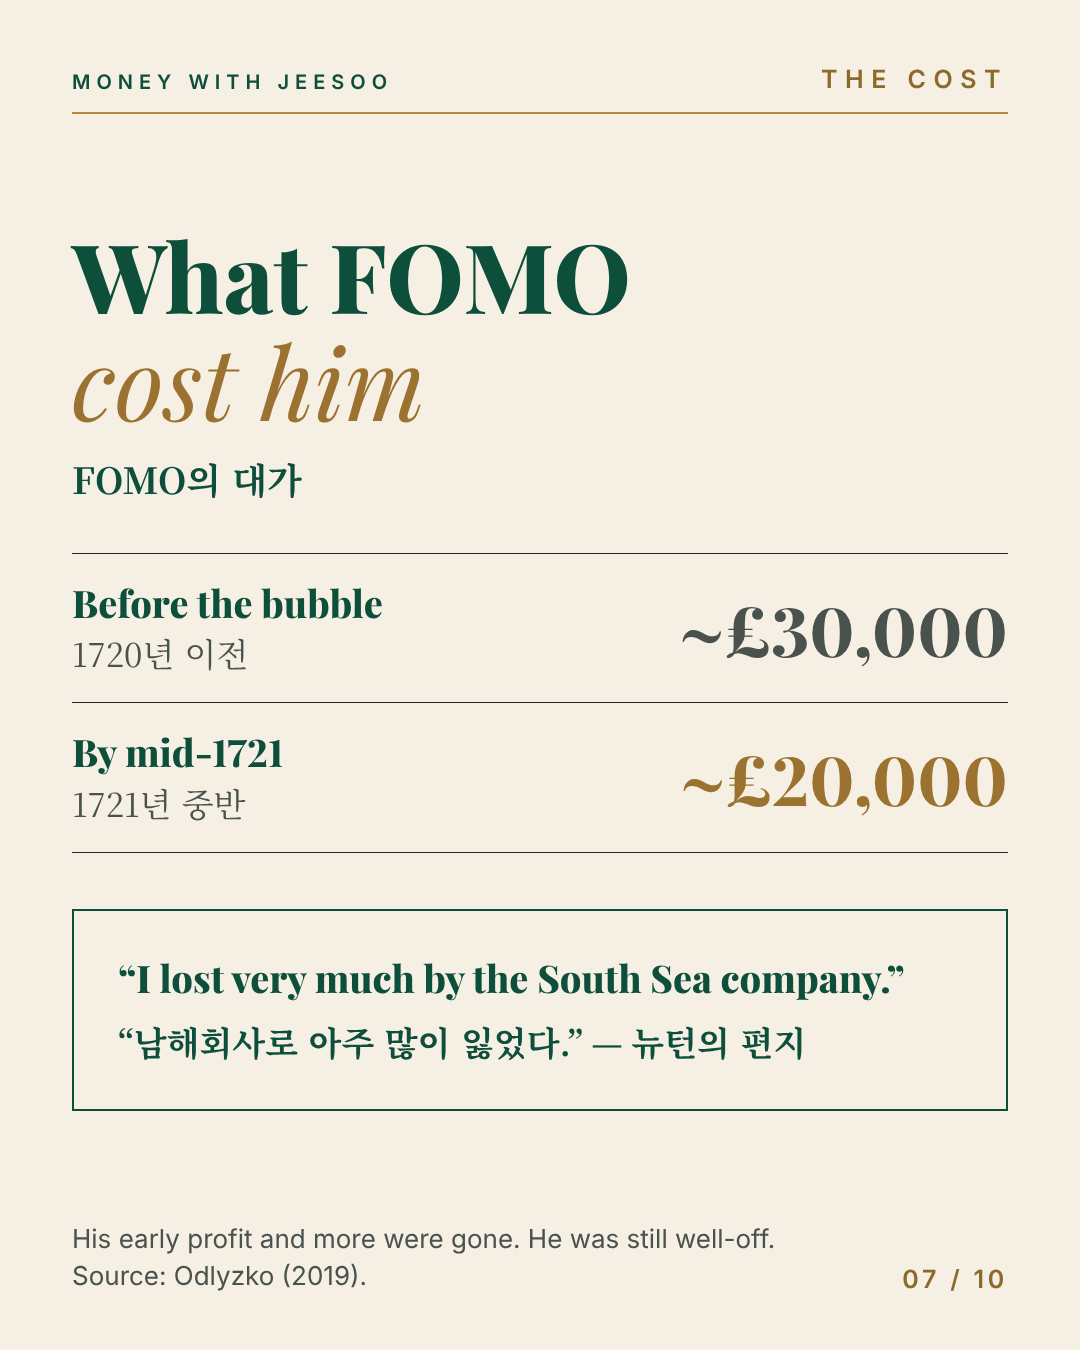 MONEY WITH JEESOO
THE COST
What FOMO
cost him
FOMO의 대가
Before the bubble
1720년 이전
~£30,000
By mid-1721
1721년 중반
~£20,000
“I lost very much by the South Sea company.”
“남해회사로 아주 많이 잃었다.” — 뉴턴의 편지
His early profit and more were gone. He was still well-off.
Source: Odlyzko (2019).
07 / 10